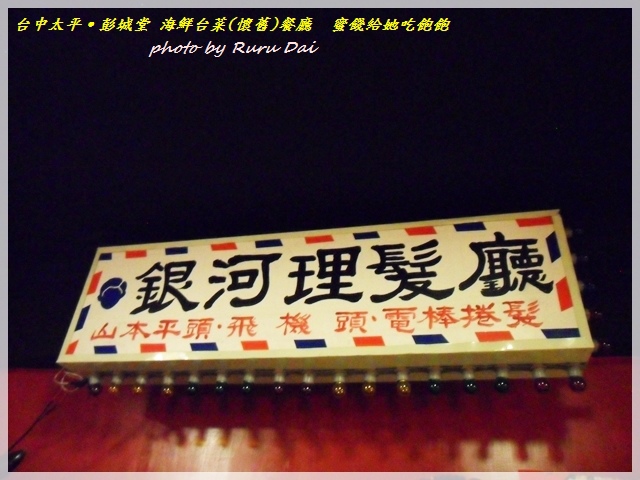 台中太平•彭城堂 海鮮台菜(懷舊)餐廳 蜜餞給她吃飽飽
photo by Ruru Dai
銀河理髮廳
山本平頭·飛機頭·電棒捲髮